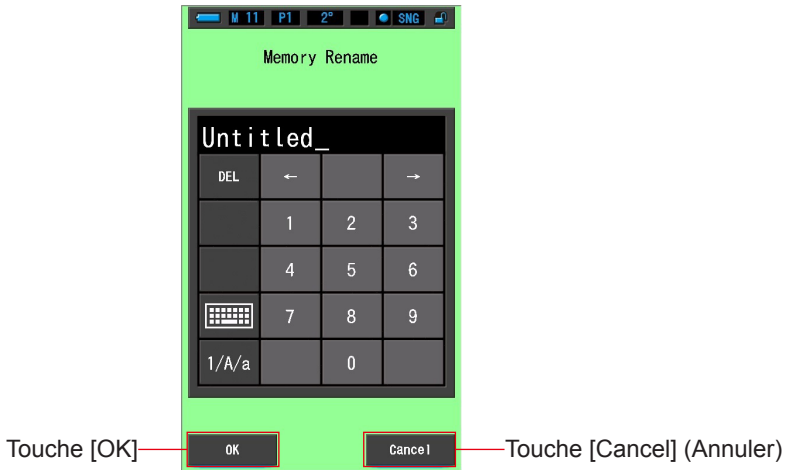 M 11 P1 2° SNG
Memory Rename
Untitled_
DEL ← →
1 2 3
4 5 6
7 8 9
1/A/a 0
Touche [OK] OK Cancel Touche [Cancel] (Annuler)